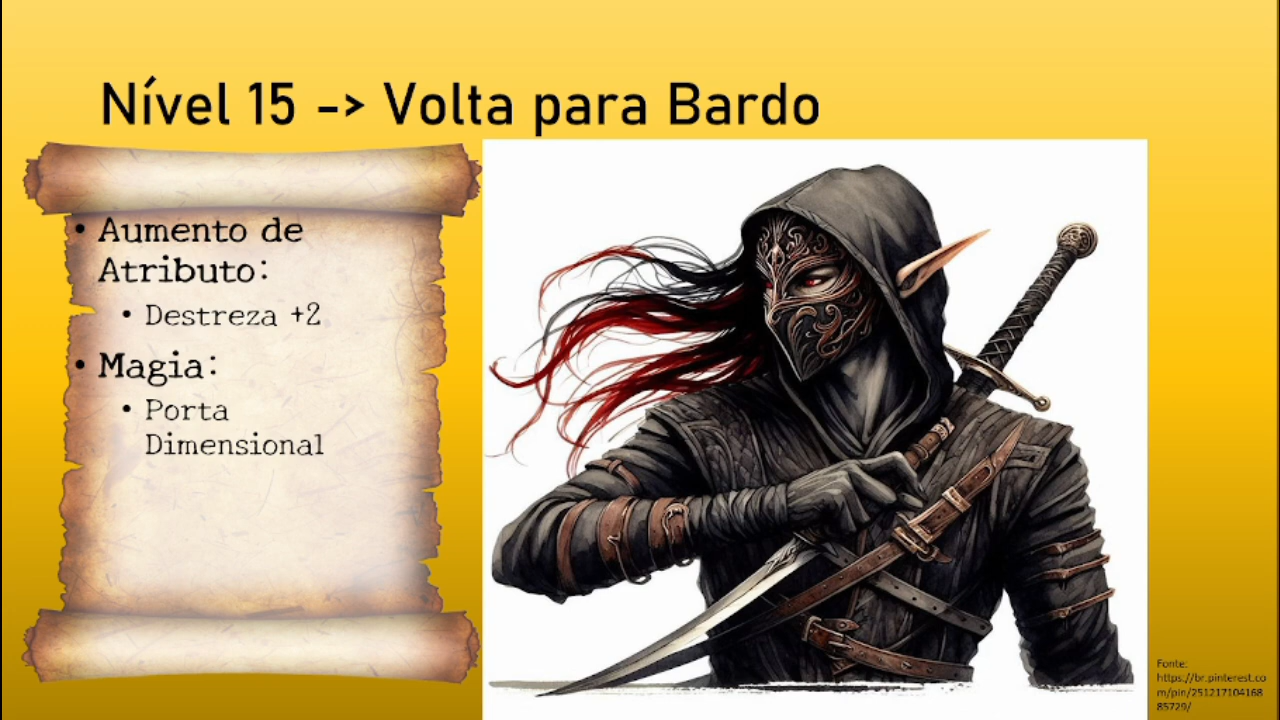 Nível 15 -> Volta para Bardo
• Aumento de
Atributo:
• Destreza +2
• Magia:
• Porta
Dimensional
Fonte:
https://br.pinterest.co
m/pin/251217104168
85729/